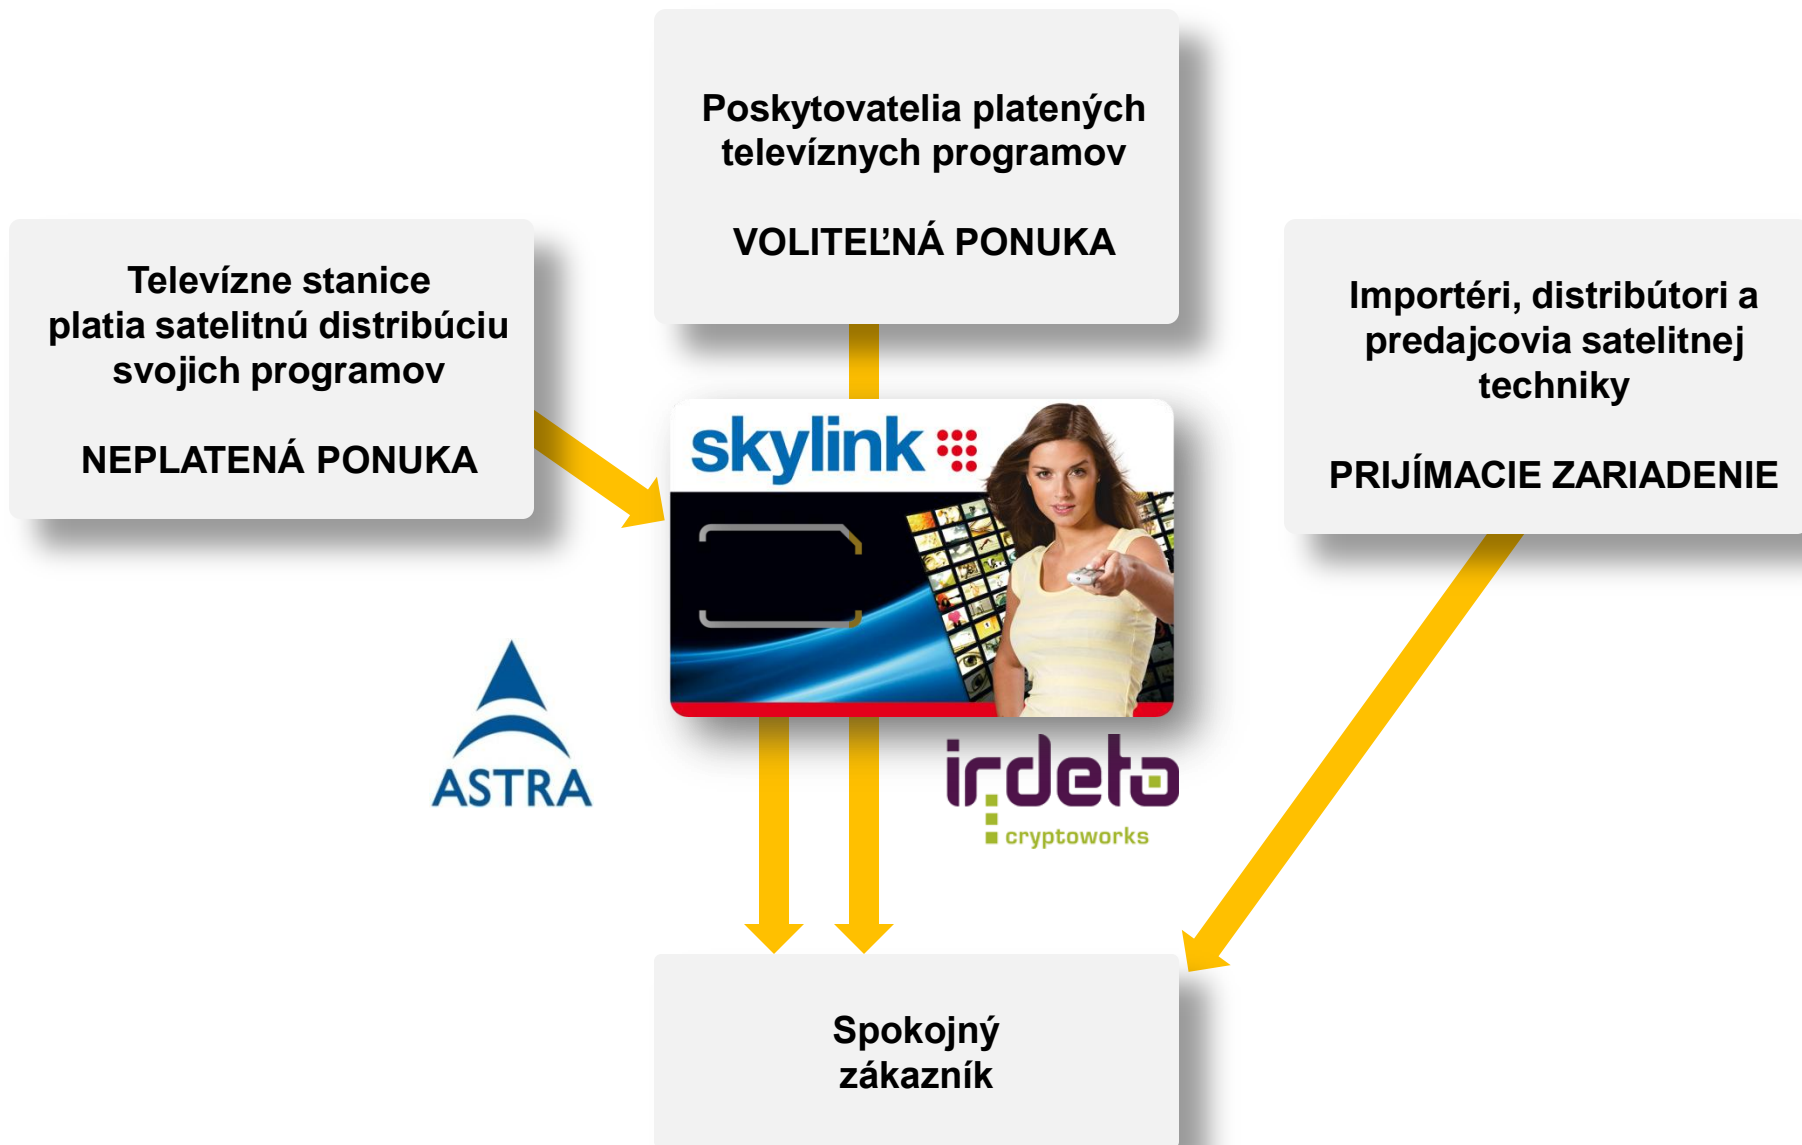 Poskytovatelia platených
televíznych programov
VOLITEĽNÁ PONUKA
Televízne stanice
platia satelitnú distribúciu
svojich programov
NEPLATENÁ PONUKA
Importéri, distribútori a
predajcovia satelitnej
techniky
PRIJÍMACIE ZARIADENIE
skylink
ASTRA
irdeto
cryptoworks
Spokojný
zákazník